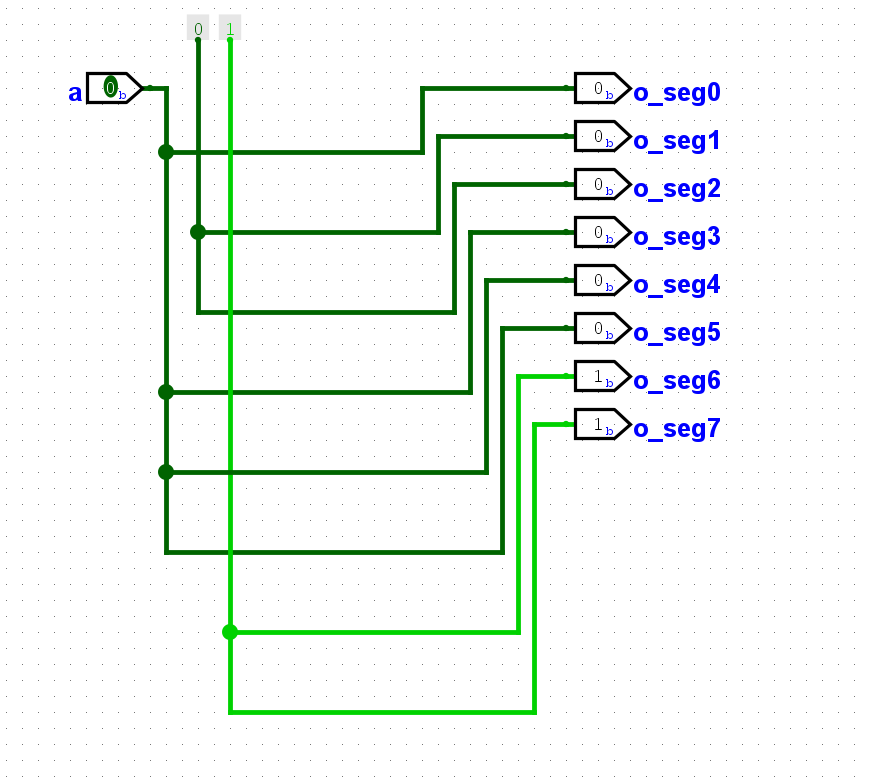 0 1
a 0b 0b o_seg0
0b o_seg1
0b o_seg2
0b o_seg3
0b o_seg4
0b o_seg5
1b o_seg6
1b o_seg7